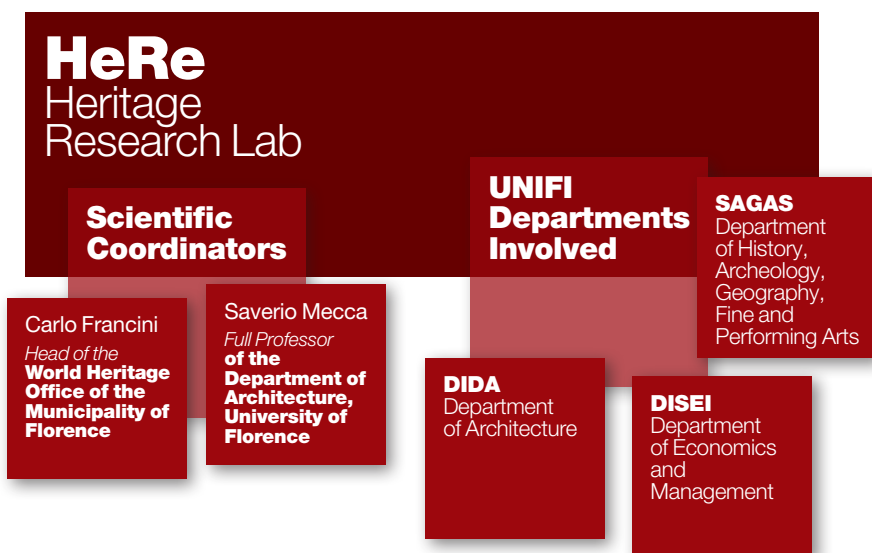 HeRe
Heritage
Research Lab
Scientific
Coordinators
Carlo Francini
Head of the
World Heritage
Office of the
Municipality of
Florence
Saverio Mecca
Full Professor
of the
Department of
Architecture,
University of
Florence
UNIFI
Departments
Involved
SAGAS
Department
of History,
Archeology,
Geography,
Fine and
Performing Arts
DIDA
Department
of Architecture
DISEI
Department
of Economics
and
Management